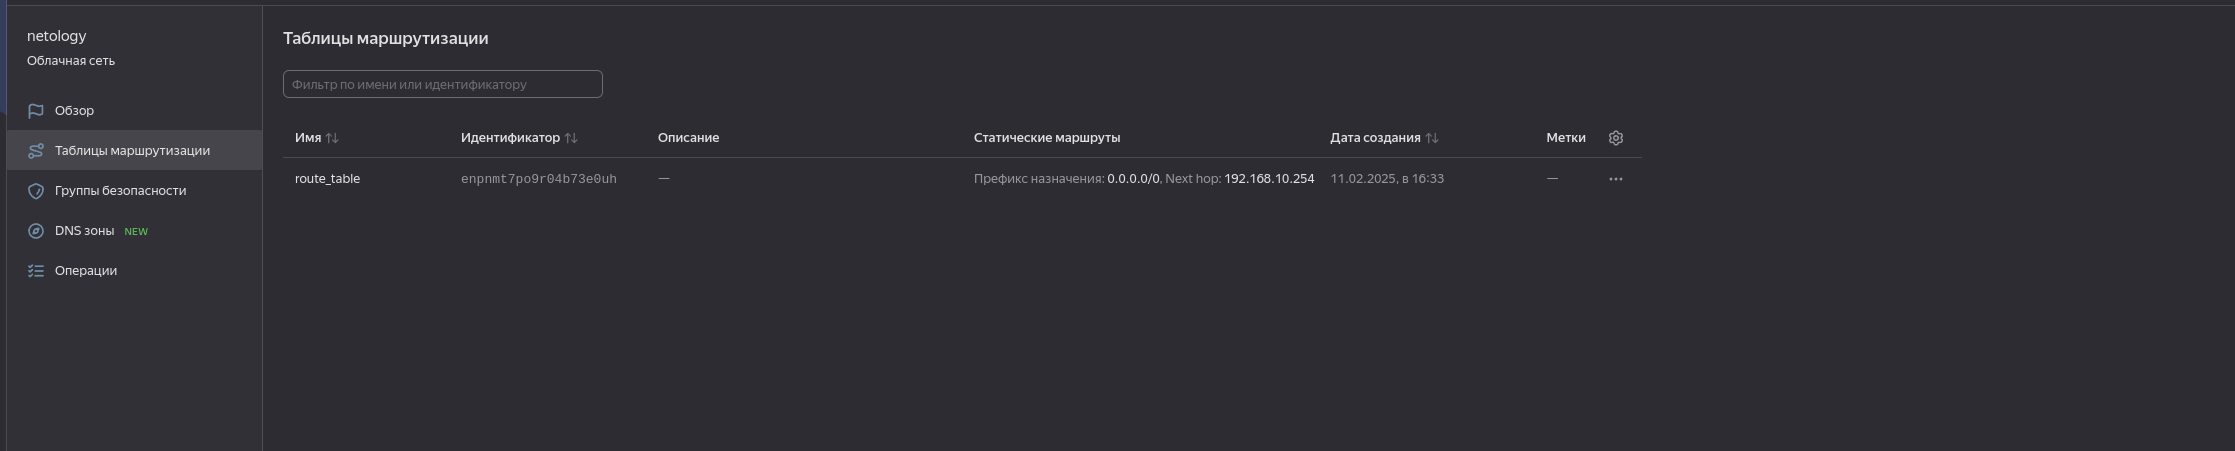 netology
Облачная сеть
Обзор
Таблицы маршрутизации
Группы безопасности
DNS зоны NEW
Операции
Таблицы маршрутизации
Фильтр по имени или идентификатору
Имя Идентификатор Описание Статические маршруты Дата создания Метки
route_table enpnmt7po9r04b73e0uh — Префикс назначения: 0.0.0.0/0, Next hop: 192.168.10.254 11.02.2025, в 16:33 —